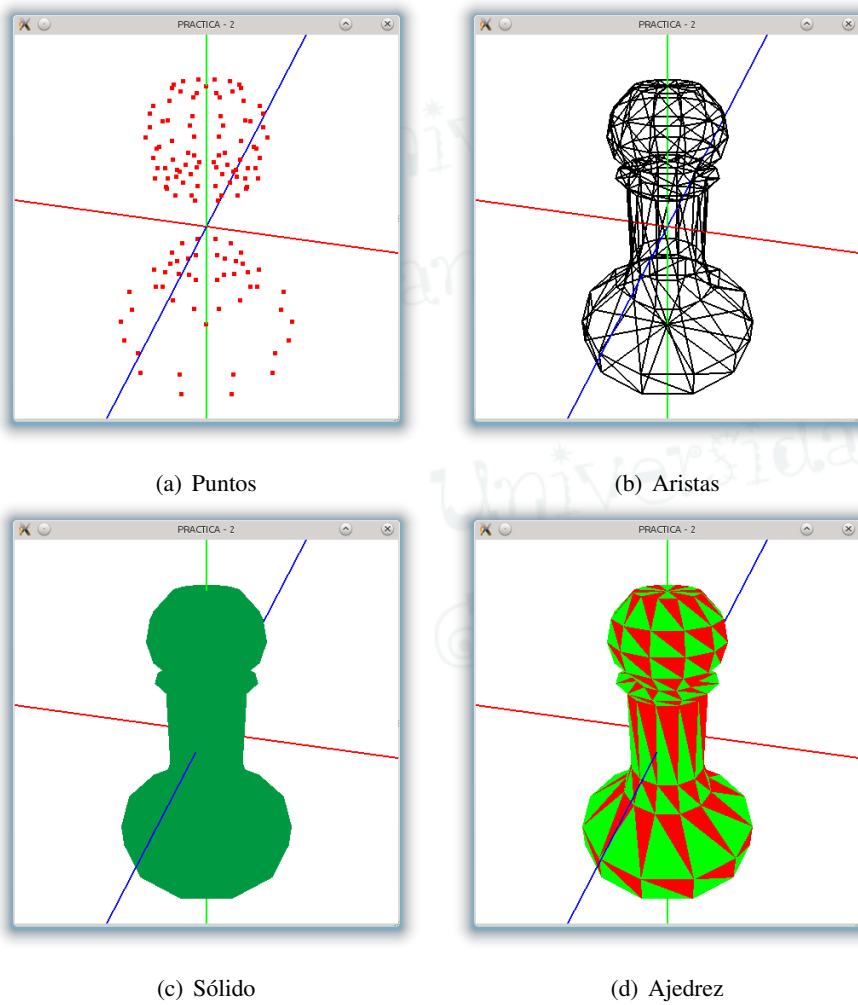 PRACTICA - 2
PRACTICA - 2
(a) Puntos
(b) Aristas
PRACTICA - 2
PRACTICA - 2
(c) Sólido
(d) Ajedrez